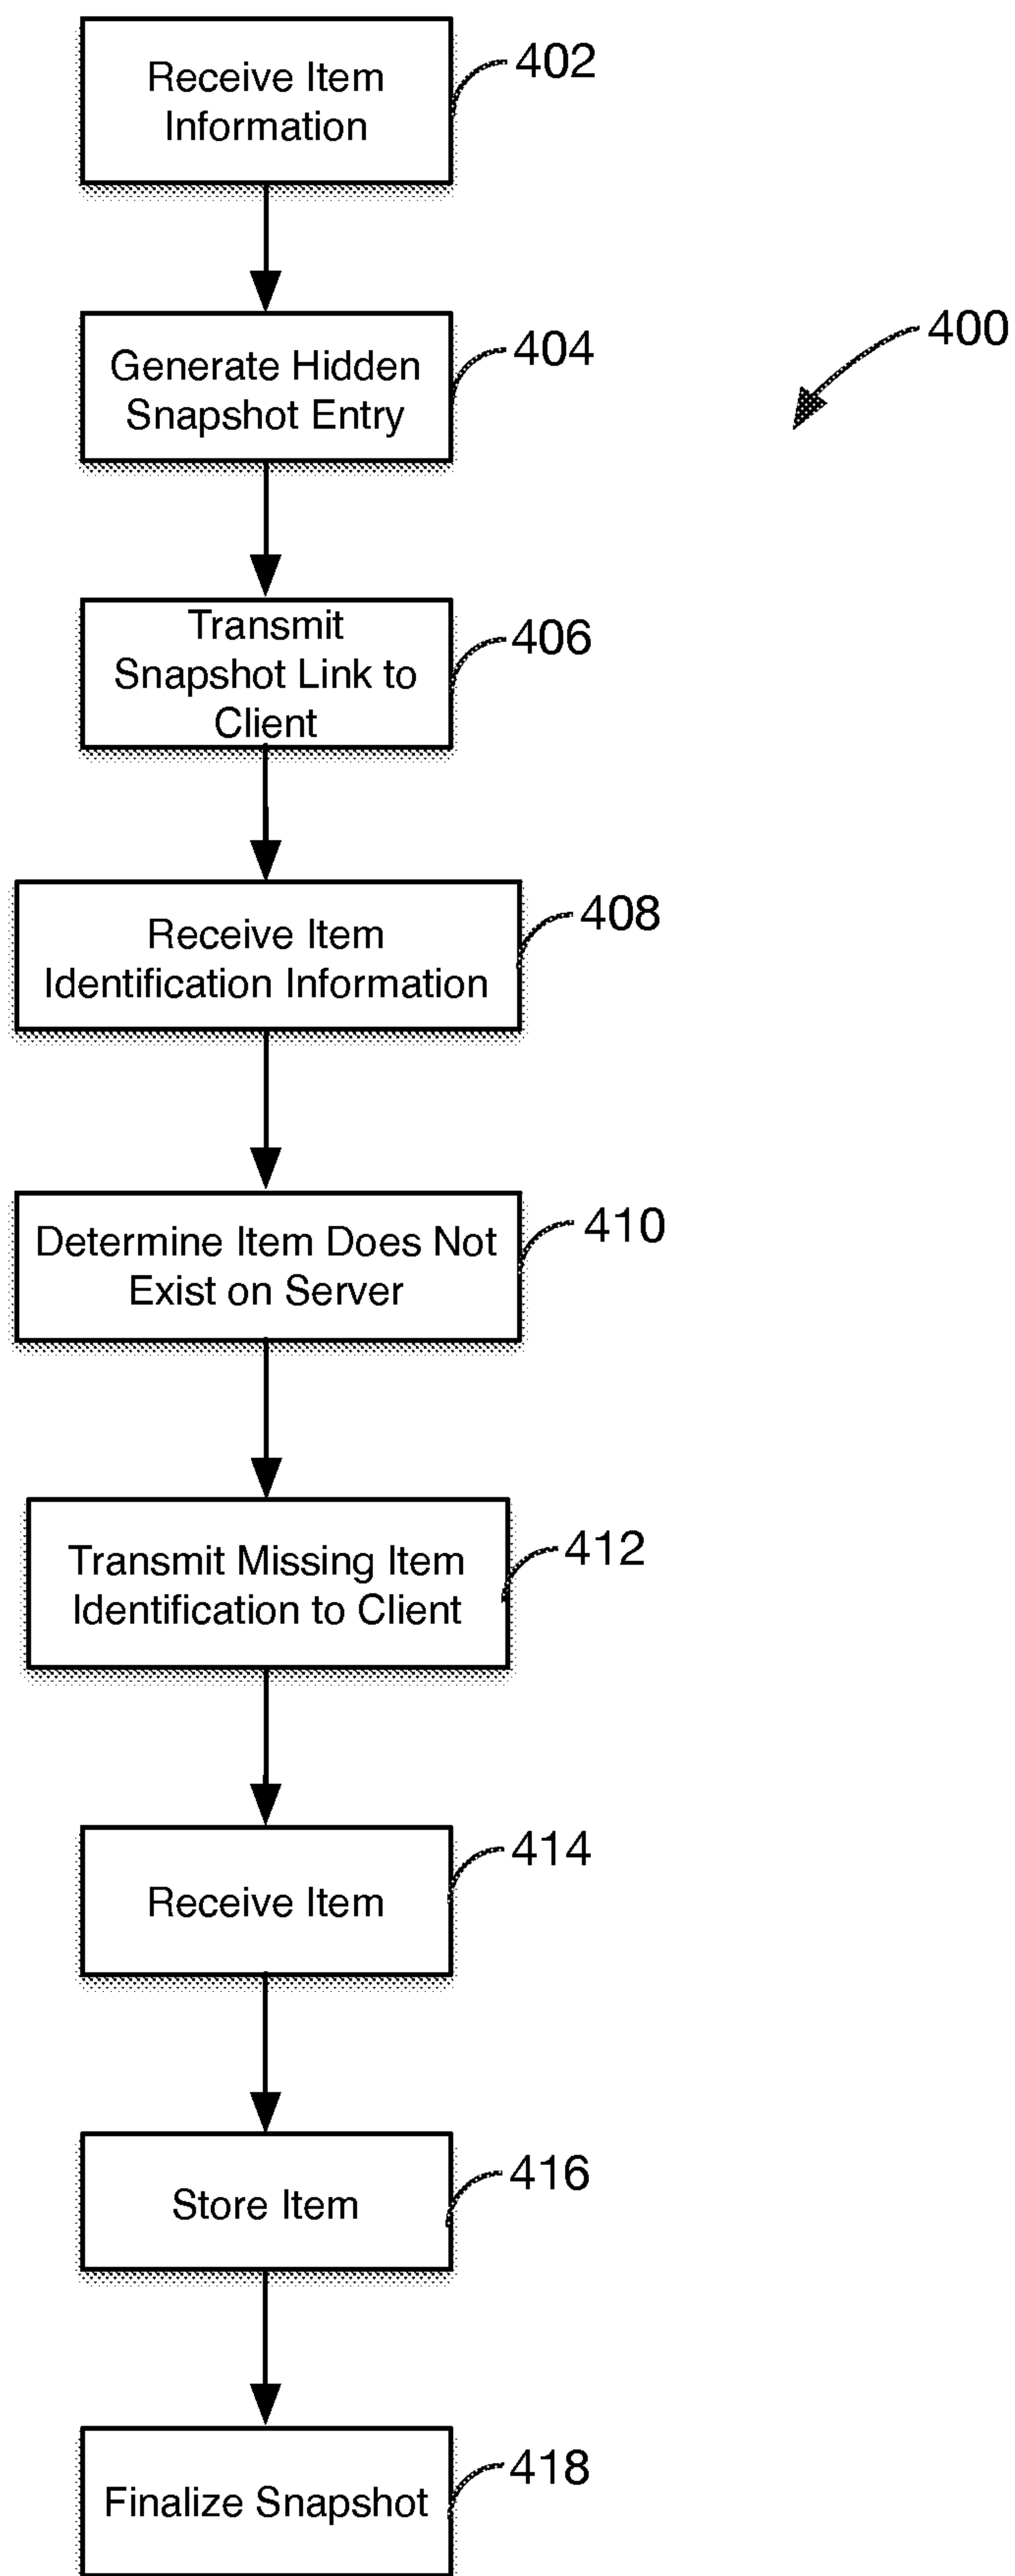 Receive Item
Information
402
400
Generate Hidden
Snapshot Entry
404
Transmit
Snapshot Link to
Client
406
Receive Item
Identification Information
408
Determine Item Does Not
Exist on Server
410
Transmit Missing Item
Identification to Client
412
Receive Item
414
Store Item
416
Finalize Snapshot
418